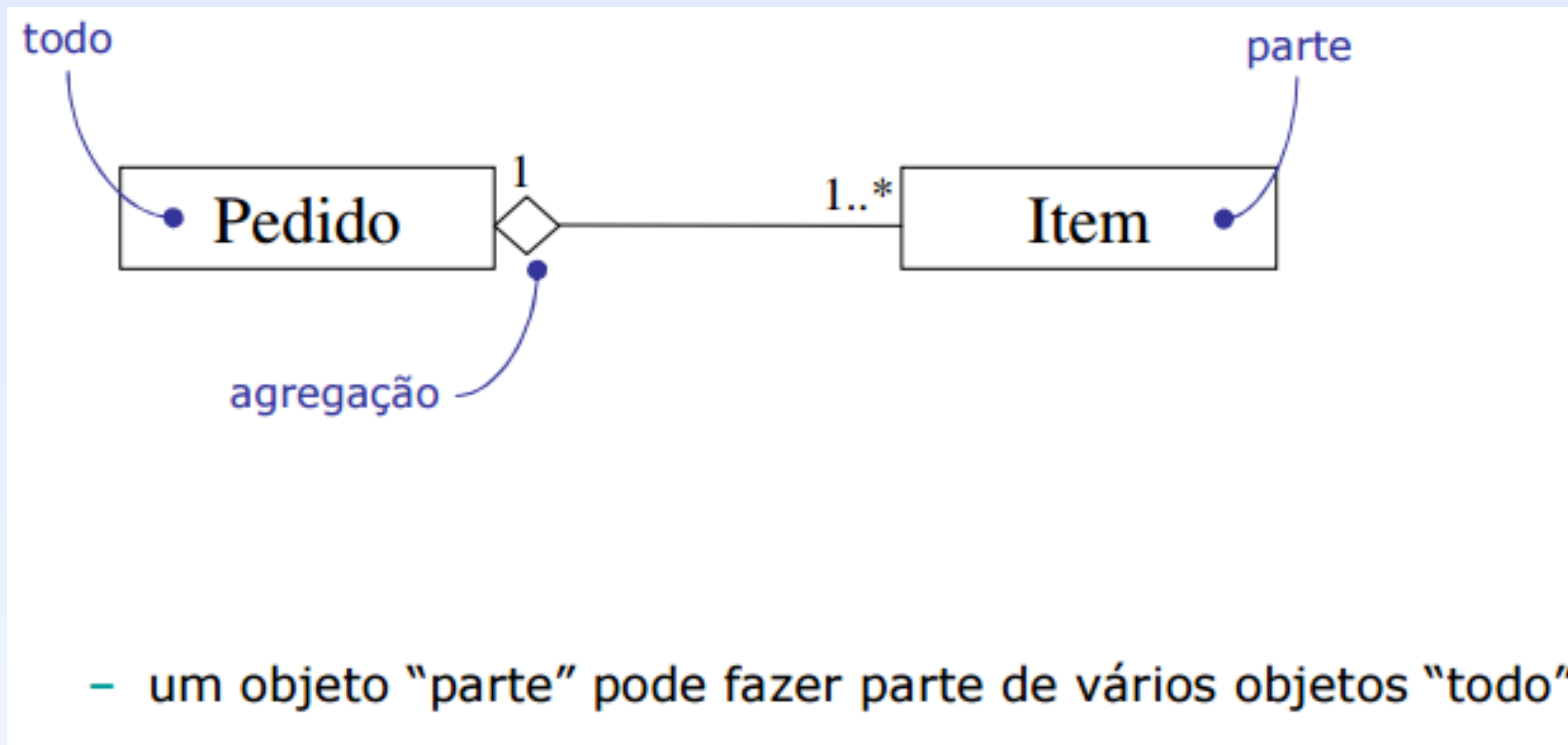 todo
parte
1
1..*
Pedido
Item
agregação
– um objeto “parte” pode fazer parte de vários objetos “todo”